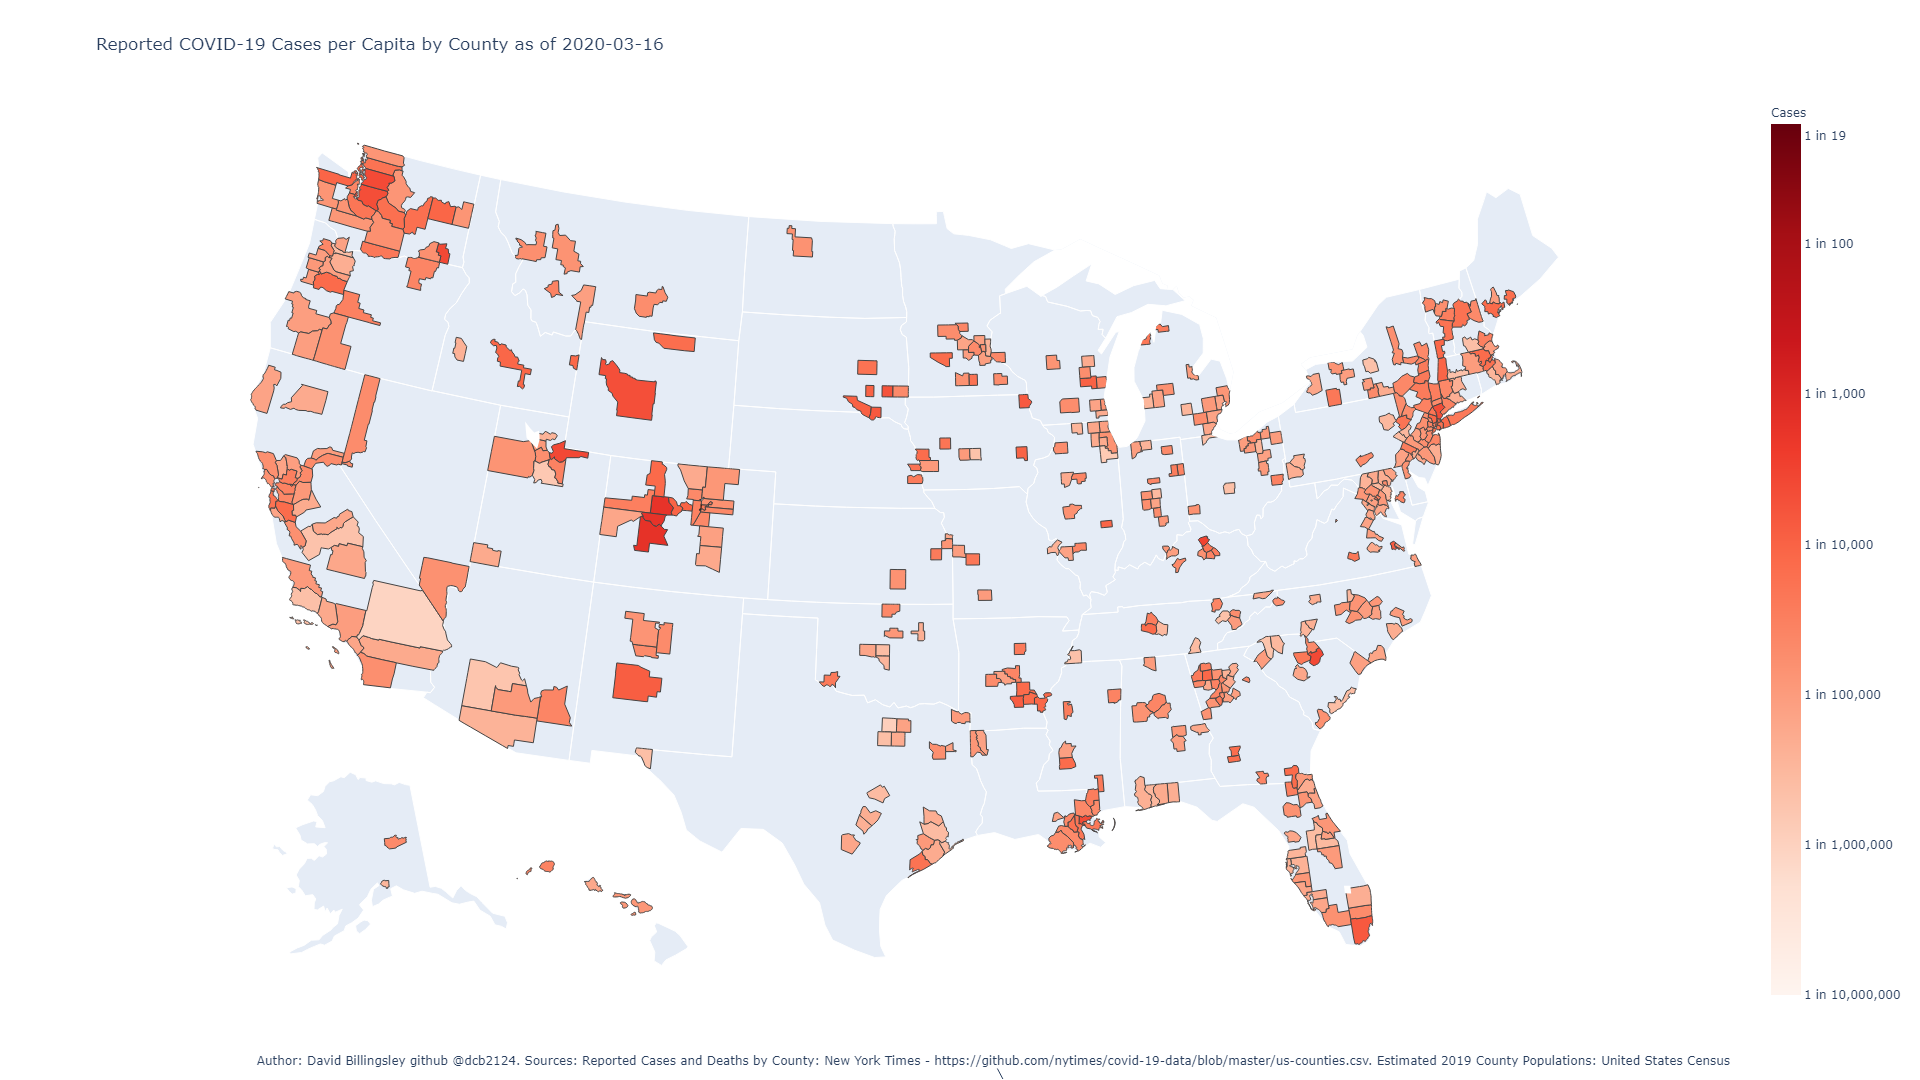 Reported COVID-19 Cases per Capita by County as of 2020-03-16
Cases
1 in 19
1 in 100
1 in 1,000
1 in 10,000
1 in 100,000
1 in 1,000,000
1 in 10,000,000
Author: David Billingsley github @dcb2124. Sources: Reported Cases and Deaths by County: New York Times - https://github.com/nytimes/covid-19-data/blob/master/us-counties.csv. Estimated 2019 County Populations: United States Census